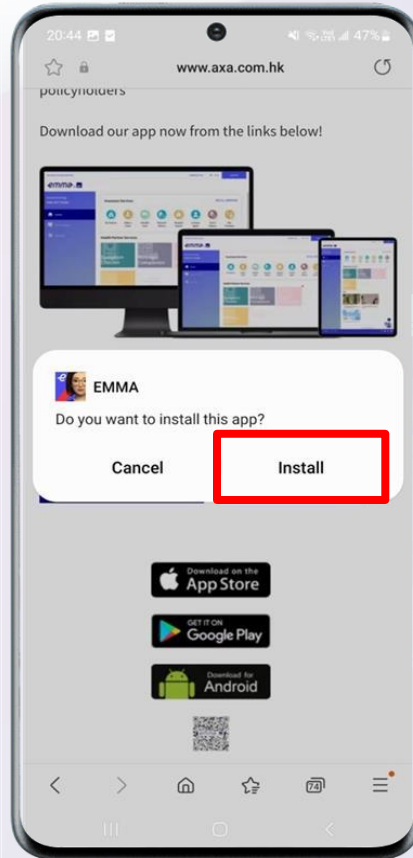 20:44
47%
www.axa.com.hk
policyholders
Download our app now from the links below!
emma
EMMA
Do you want to install this app?
Cancel
Install
Download on the
App Store
GET IT ON
Google Play
Download for
Android
74